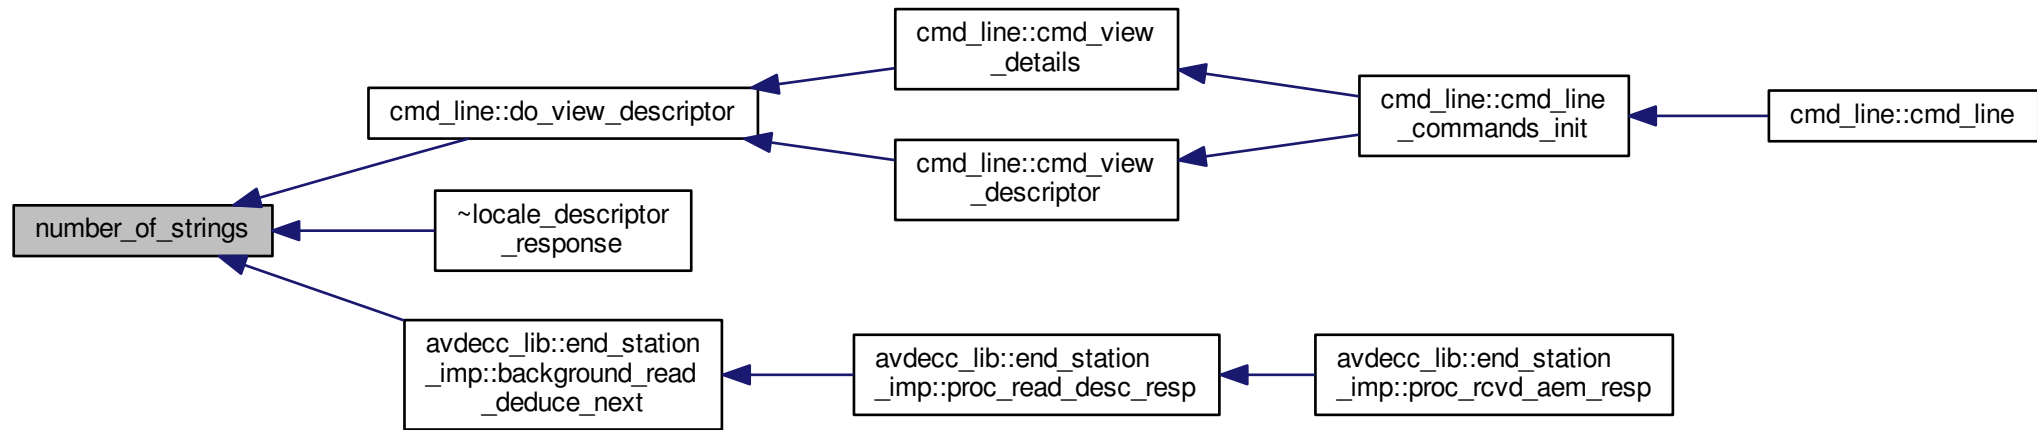 cmd_line::cmd_view
_details
cmd_line::do_view_descriptor
cmd_line::cmd_line
_commands_init
cmd_line::cmd_line
cmd_line::cmd_view
_descriptor
number_of_strings
~locale_descriptor
_response
avdecc_lib::end_station
_imp::background_read
_deduce_next
avdecc_lib::end_station
_imp::proc_read_desc_resp
avdecc_lib::end_station
_imp::proc_rcvd_aem_resp